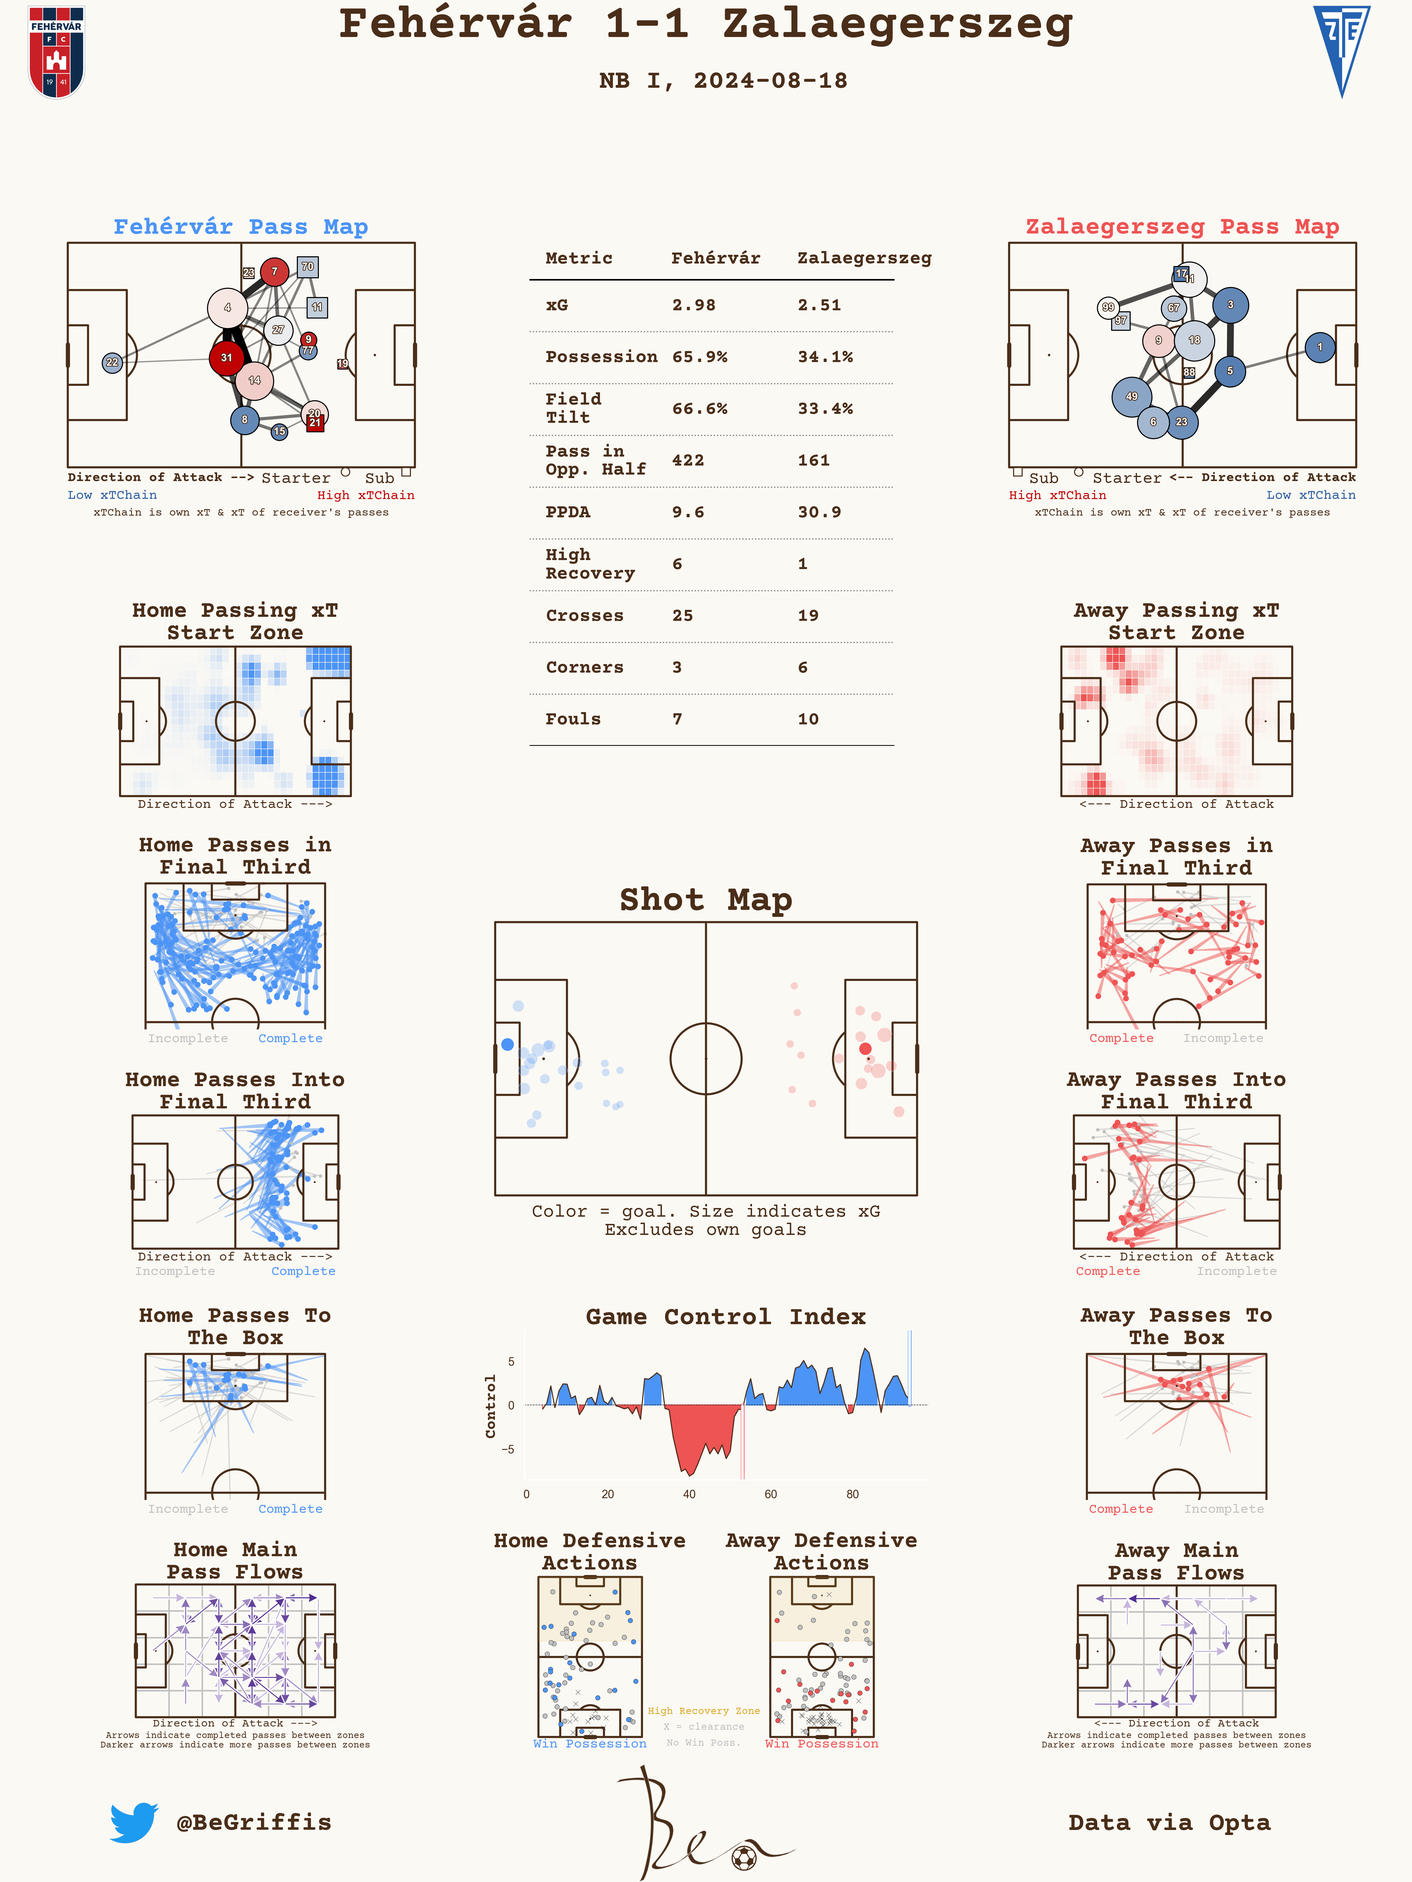 Fehérvár 1-1 Zalaegerszeg
NB I, 2024-08-18
FEHÉRVÁR
F C
19 41
ZTE
Fehérvár Pass Map
23
7
70
4
11
27
9
77
31
22
19
14
20
21
8
15
Direction of Attack --> Starter Sub
Low xTChain High xTChain
xTChain is own xT & xT of receiver's passes
Metric Fehérvár Zalaegerszeg
xG 2.98 2.51
Possession 65.9% 34.1%
Field
Tilt 66.6% 33.4%
Pass in
Opp. Half 422 161
PPDA 9.6 30.9
High
Recovery 6 1
Crosses 25 19
Corners 3 6
Fouls 7 10
Zalaegerszeg Pass Map
17
11
99
67
3
97
9
18
1
88
5
49
6
23
Sub Starter <-- Direction of Attack
High xTChain Low xTChain
xTChain is own xT & xT of receiver's passes
Home Passing xT
Start Zone
Direction of Attack --->
Away Passing xT
Start Zone
<--- Direction of Attack
Home Passes in
Final Third
Incomplete Complete
Shot Map
Color = goal. Size indicates xG
Excludes own goals
Away Passes in
Final Third
Complete Incomplete
Home Passes Into
Final Third
Direction of Attack --->
Incomplete Complete
Away Passes Into
Final Third
<--- Direction of Attack
Complete Incomplete
Home Passes To
The Box
Incomplete Complete
Game Control Index
Control
5
0
−5
0 20 40 60 80
Away Passes To
The Box
Complete Incomplete
Home Main
Pass Flows
Direction of Attack --->
Arrows indicate completed passes between zones
Darker arrows indicate more passes between zones
Home Defensive
Actions
Win Possession
High Recovery Zone
X = clearance
No Win Poss.
Away Defensive
Actions
Win Possession
Away Main
Pass Flows
<--- Direction of Attack
Arrows indicate completed passes between zones
Darker arrows indicate more passes between zones
@BeGriffis
Ben
Data via Opta